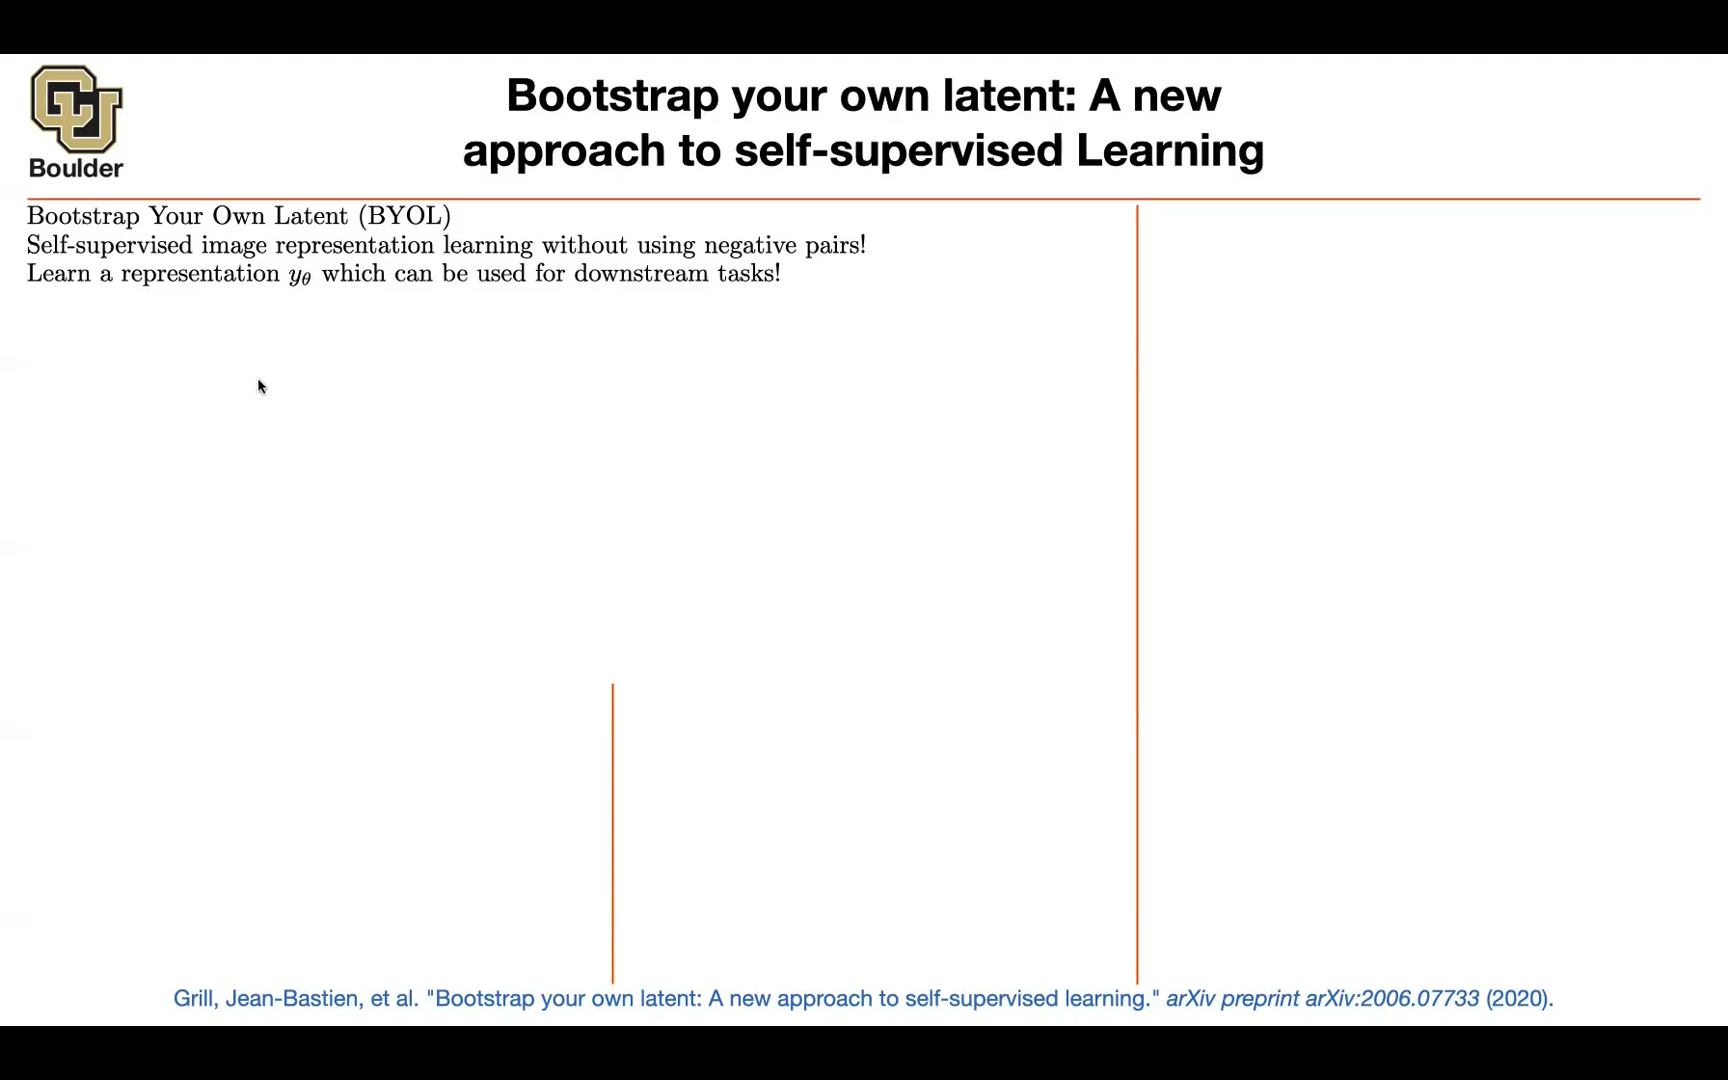 CU
Boulder
Bootstrap your own latent: A new
approach to self-supervised Learning
Bootstrap Your Own Latent (BYOL)
Self-supervised image representation learning without using negative pairs!
Learn a representation y_θ which can be used for downstream tasks!
Grill, Jean-Bastien, et al. "Bootstrap your own latent: A new approach to self-supervised learning." arXiv preprint arXiv:2006.07733 (2020).